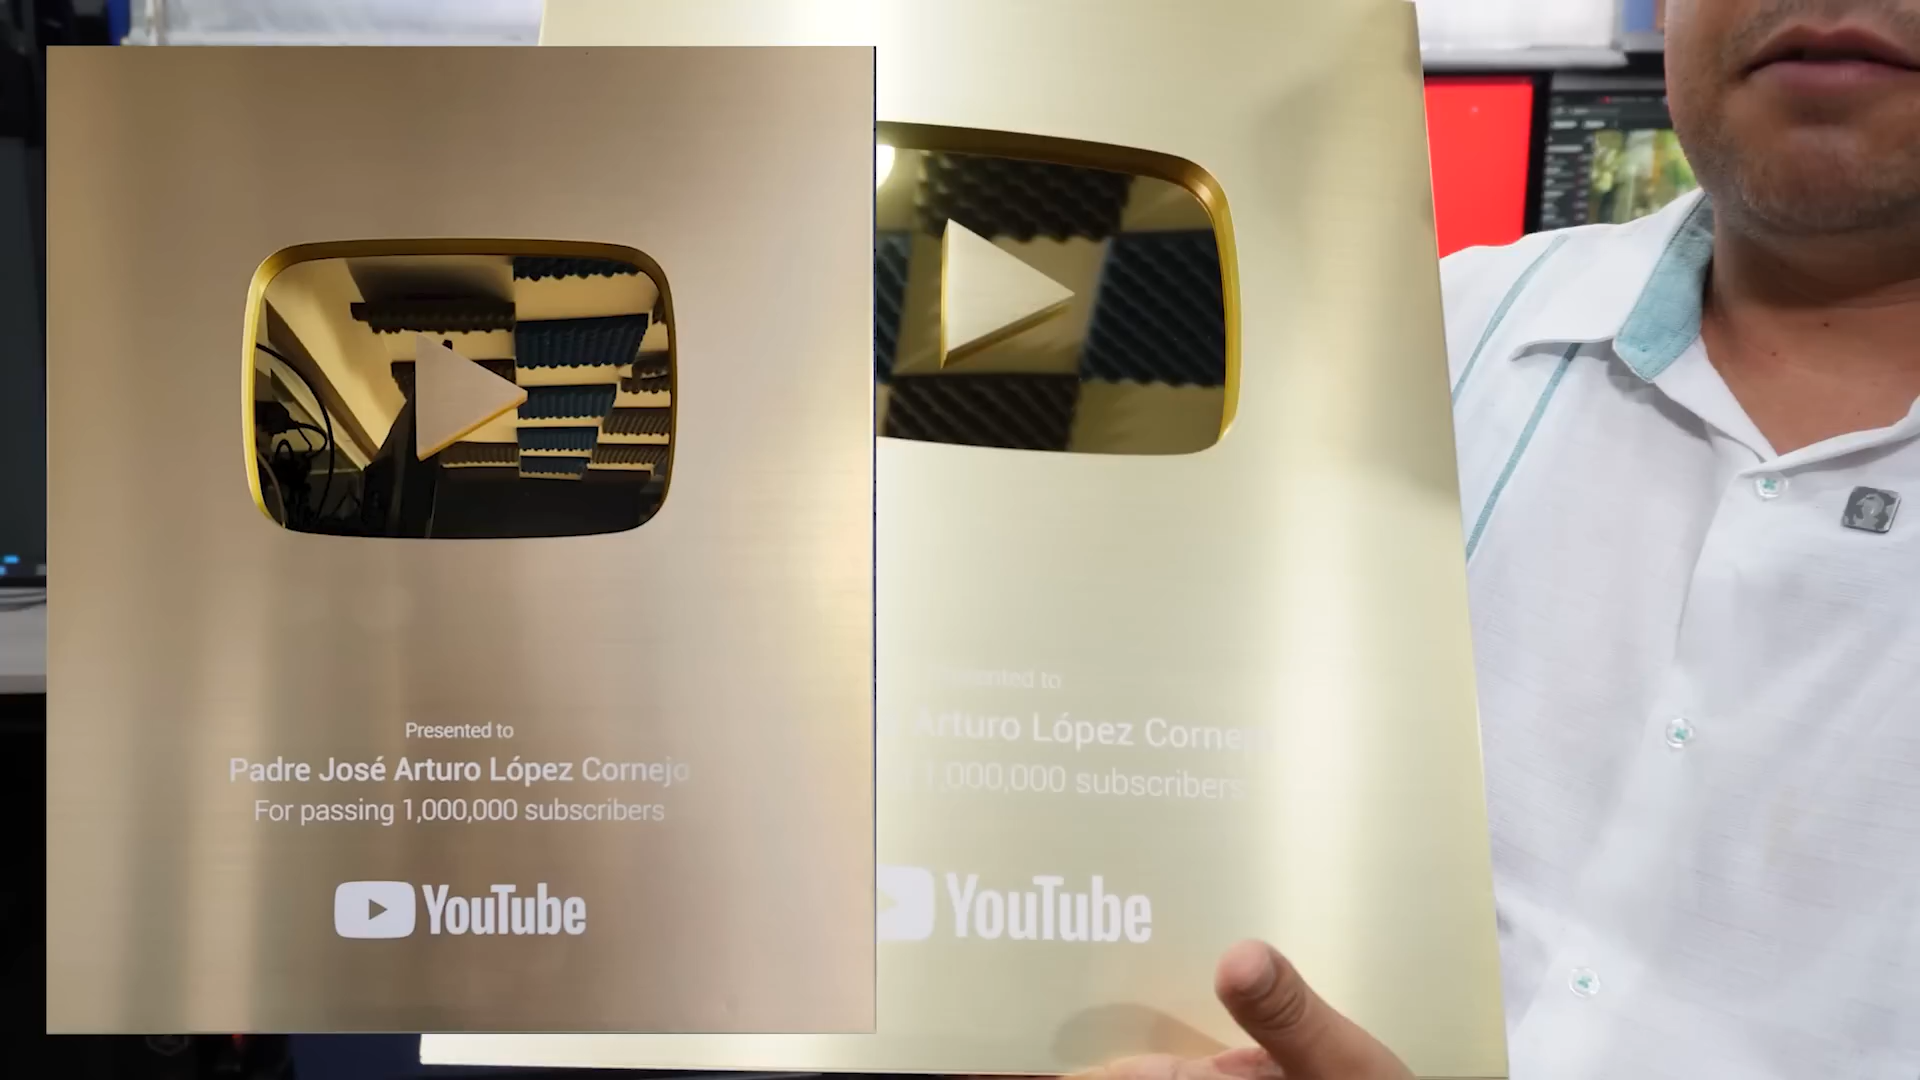 Presented to
Padre José Arturo López Cornejo
For passing 1,000,000 subscribers
YouTube
to
Arturo López Corne
1,000,000 subscribers
YouTube